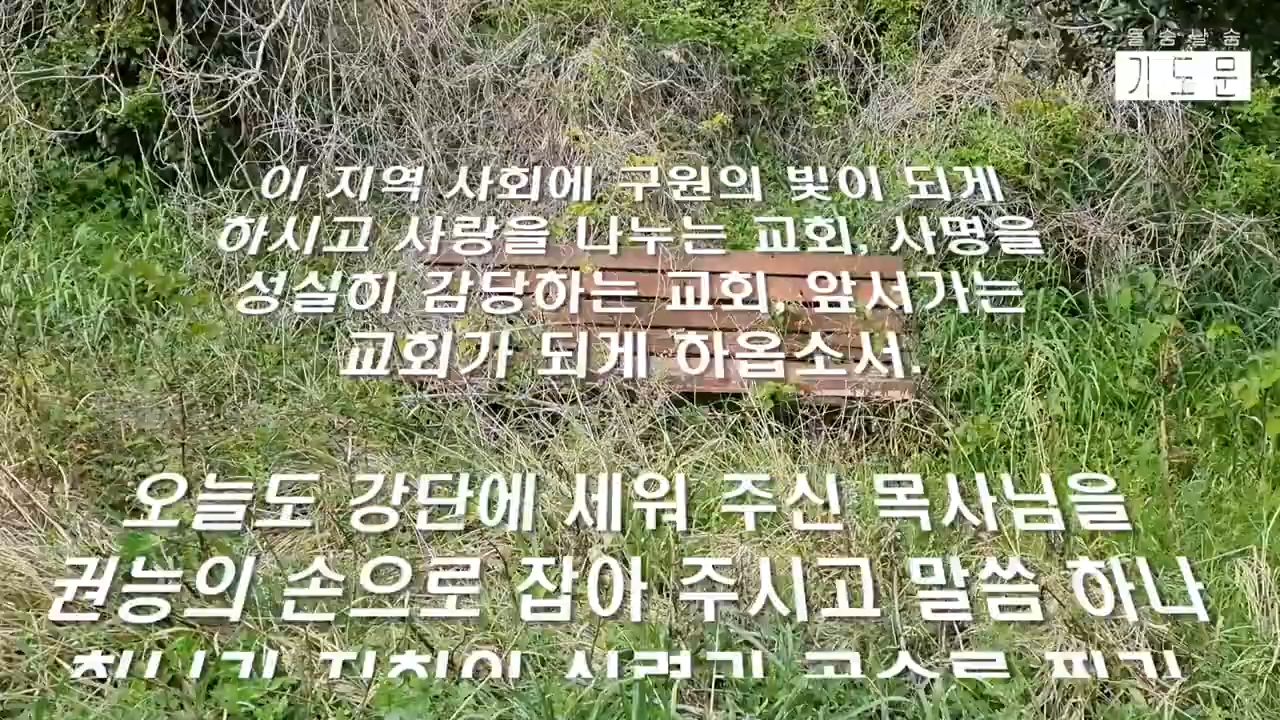 들숨날숨
기도문
이 지역 사회에 구원의 빛이 되게
하시고 사랑을 나누는 교회, 사명을
성실히 감당하는 교회 앞서가는
교회가 되게 하옵소서.
오늘도 강단에 세워 주신 목사님을
권능의 손으로 잡아 주시고 말씀 하나